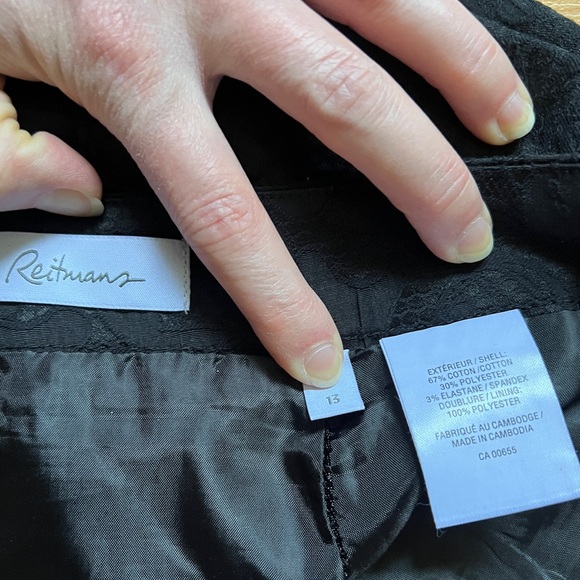 Reitmans
13
EXTÉRIEUR / SHELL:
67% COTON /COTTON
30% POLYESTER
3% ELASTANE / SPANDEX
DOUBLURE / LINING:
100% POLYESTER
FABRIQUÉ AU CAMBODGE /
MADE IN CAMBODIA
CA 00655